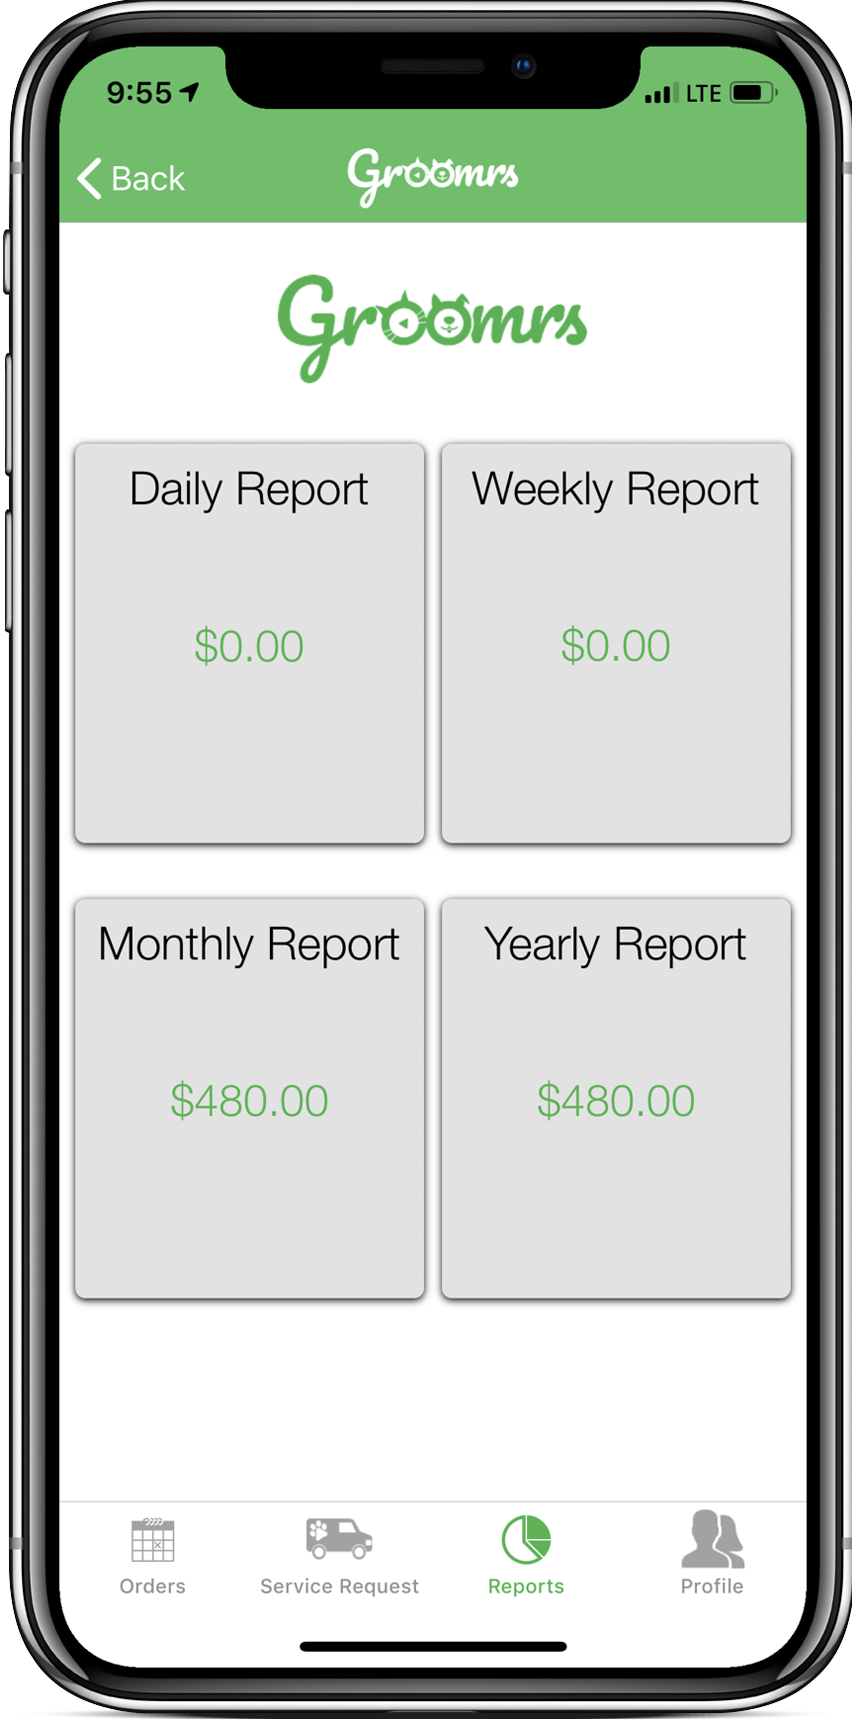 9:55 LTE
Back Groomrs
Groomrs
Daily Report Weekly Report
$0.00 $0.00
Monthly Report Yearly Report
$480.00 $480.00
Orders Service Request Reports Profile